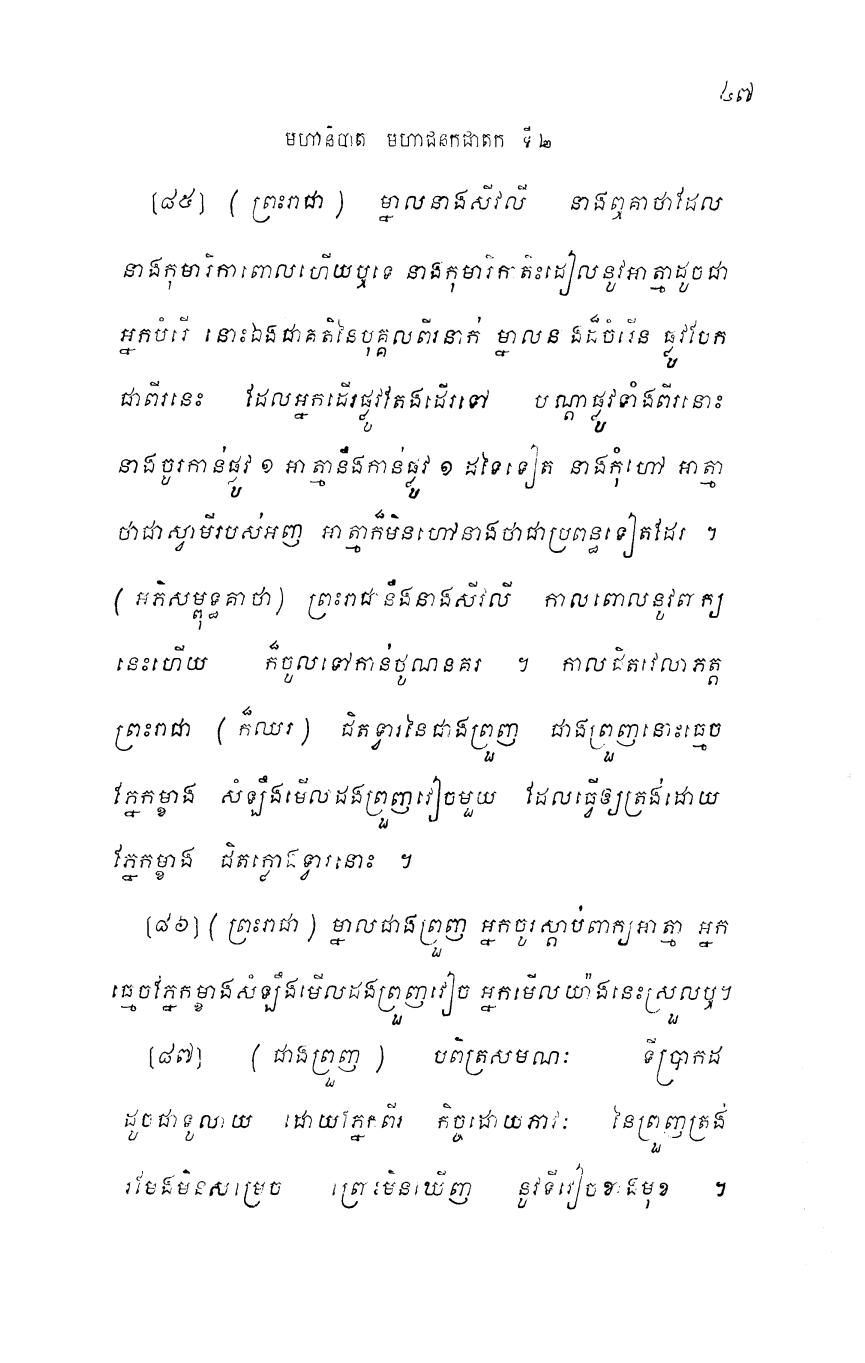 ៤៧
មហានិបាត មហាជនកជាតក ទី ២
[៨៥] ( ព្រះរាជា ) ម្នាលនាងសីវលី នាងឮគាថាដែល
នាងកុមារិកាពោលហើយឬទេ នាងកុមារិកាតិះដៀលនូវអាត្មាដូចជា
អ្នកបំរើ នោះឯងជាគតិនៃបុគ្គលពីរនាក់ ម្នាលនាងដ៏ចំរើន ផ្លូវបែក
ជាពីរនេះ ដែលអ្នកដើរផ្លូវតែងដើរទៅ បណ្តាផ្លូវទាំងពីរនោះ
នាងចូរកាន់ផ្លូវ ១ អាត្មានឹងកាន់ផ្លូវ ១ ដទៃទៀត នាងកុំហៅ អាត្មា
ថាជាស្វាមីរបស់អញ អាត្មាក៏មិនហៅនាងថាជាប្រពន្ធទៀតដែរ ។
( អភិសម្ពុទ្ធគាថា ) ព្រះរាជានឹងនាងសីវលី កាលពោលនូវពាក្យ
នេះហើយ ក៏ចូលទៅកាន់ថូណនគរ ។ កាលជិតវេលាភត្ត
ព្រះរាជា ( ក៏ឈរ ) ជិតទ្វារនៃជាងព្រួញ ជាងព្រួញនោះធ្មេច
ភ្នែកម្ខាង សំឡឹងមើលដងព្រួញវៀចមួយ ដែលធ្វើឲ្យត្រង់ដោយ
ភ្នែកម្ខាង ជិតក្លោងទ្វារនោះ ។
[៨៦] ( ព្រះរាជា ) ម្នាលជាងព្រួញ អ្នកចូរស្តាប់ពាក្យអាត្មា អ្នក
ធ្មេចភ្នែកម្ខាងសំឡឹងមើលដងព្រួញវៀច អ្នកមើលយ៉ាងនេះស្រួលឬ។
[៨៧] ( ជាងព្រួញ ) បពិត្រសមណៈ ទីប្រាកដ
ដូចជាទូលាយ ដោយភ្នែកពីរ កិច្ចដោយភាវៈ នៃព្រួញត្រង់
រមែងមិនសម្រេច ព្រោះមិនឃើញ នូវទីវៀចខាងមុខ ។